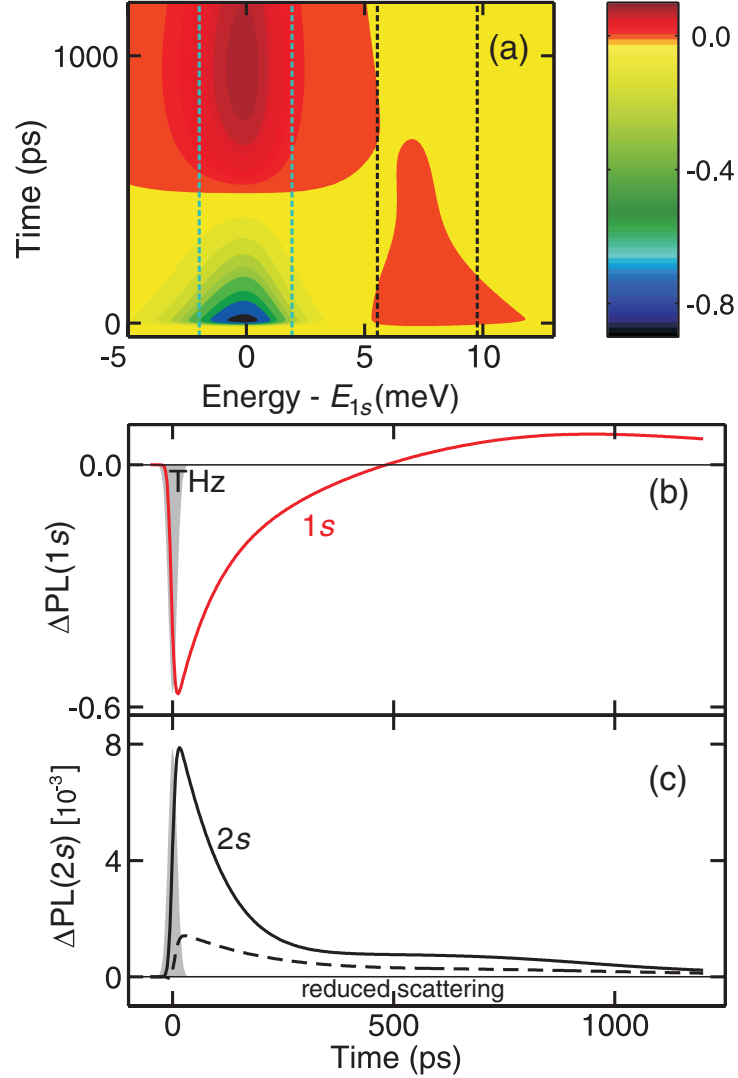 (a)
1000
0
Time (ps)
-5 0 5 10
Energy - E1s(meV)
0.0
-0.4
-0.8
0.0
-0.6
ΔPL(1s)
THz
1s
(b)
8
4
0
ΔPL(2s) [10-3]
2s
(c)
reduced scattering
0 500 1000
Time (ps)